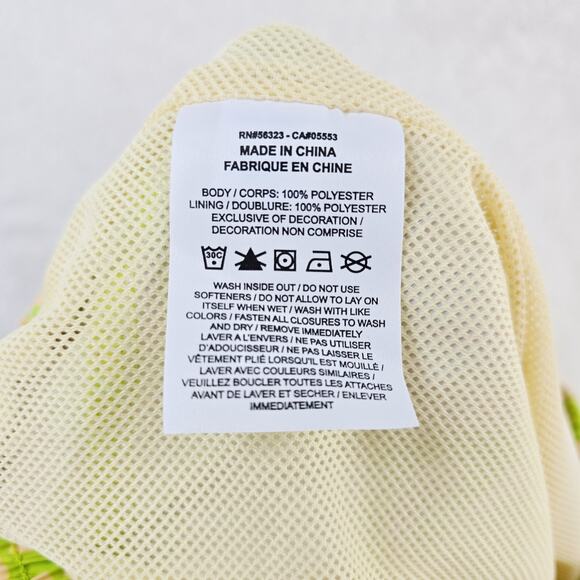 RN#56323 - CA#05553
MADE IN CHINA
FABRIQUE EN CHINE
BODY / CORPS: 100% POLYESTER
LINING / DOUBLURE: 100% POLYESTER
EXCLUSIVE OF DECORATION /
DECORATION NON COMPRISE
30C
WASH INSIDE OUT / DO NOT USE
SOFTENERS / DO NOT ALLOW TO LAY ON
ITSELF WHEN WET / WASH WITH LIKE
COLORS / FASTEN ALL CLOSURES TO WASH
AND DRY / REMOVE IMMEDIATELY
LAVER A L'ENVERS / NE PAS UTILISER
D'ADOUCISSEUR / NE PAS LAISSER LE
VÊTEMENT PLIÉ LORSQU'IL EST MOUILLÉ /
LAVER AVEC COULEURS SIMILAIRES /
VEUILLEZ BOUCLER TOUTES LES ATTACHES
AVANT DE LAVER ET SECHER / ENLEVER
IMMEDIATEMENT